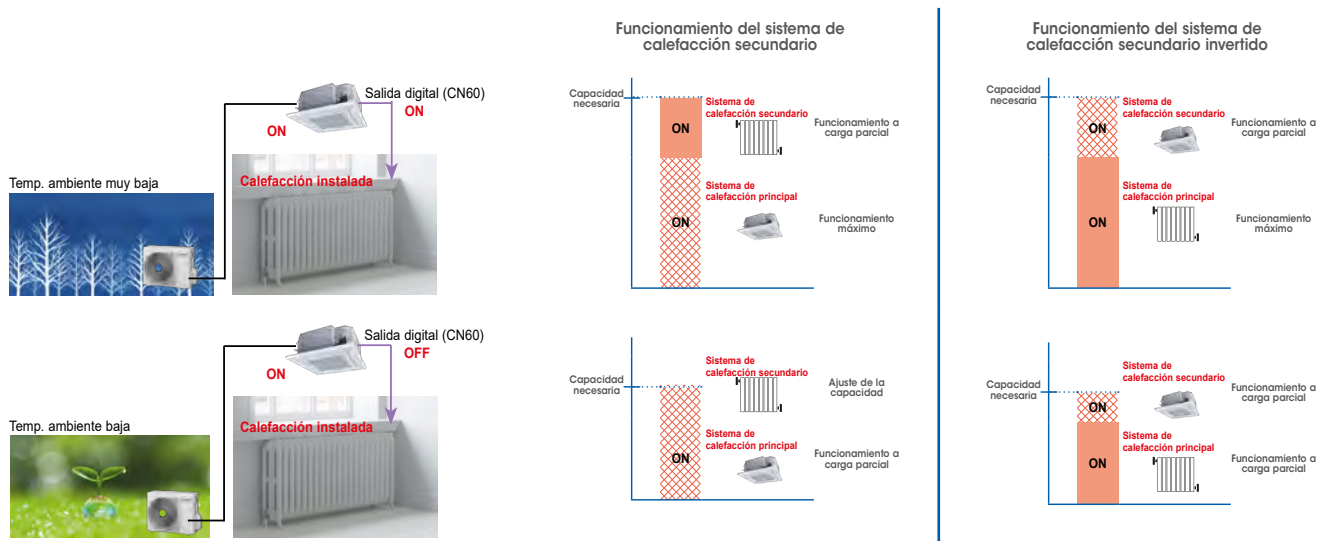 Salida digital (CN60)
ON
ON
Calefacción instalada
Temp. ambiente muy baja
Salida digital (CN60)
OFF
ON
Calefacción instalada
Temp. ambiente baja
Funcionamiento del sistema de
calefacción secundario
Capacidad
necesaria
Sistema de
calefacción secundario
ON
Funcionamiento a
carga parcial
Sistema de
calefacción principal
ON
Funcionamiento
máximo
Capacidad
necesaria
Sistema de
calefacción secundario
Ajuste de la
capacidad
Sistema de
calefacción principal
ON
Funcionamiento a
carga parcial
Funcionamiento del sistema de
calefacción secundario invertido
Capacidad
necesaria
Sistema de
calefacción secundario
ON
Funcionamiento a
carga parcial
Sistema de
calefacción principal
ON
Funcionamiento
máximo
Capacidad
necesaria
Sistema de
calefacción secundario
ON
Funcionamiento a
carga parcial
Sistema de
calefacción principal
ON
Funcionamiento a
carga parcial